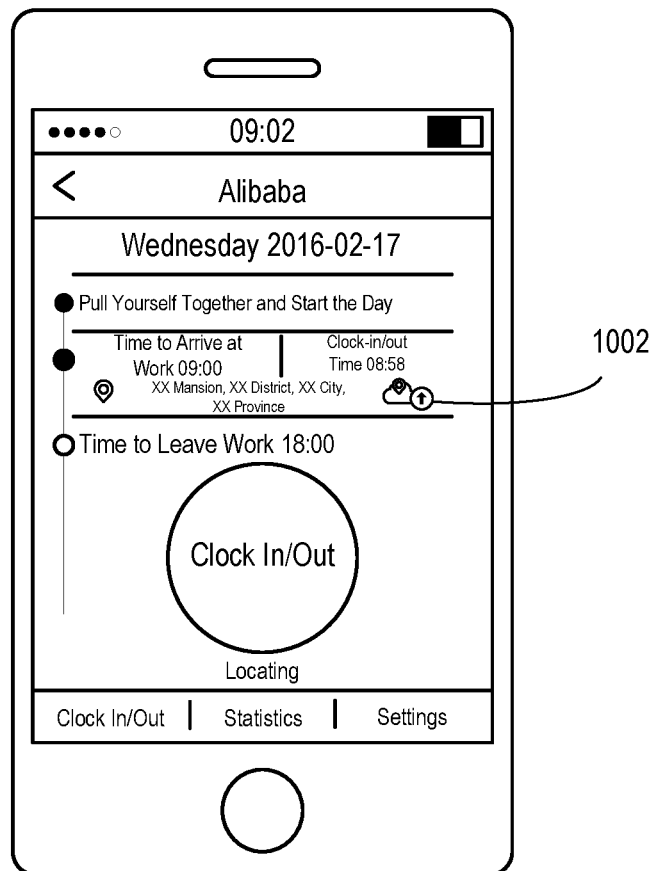 09:02
Alibaba
Wednesday 2016-02-17
Pull Yourself Together and Start the Day
Time to Arrive at
Work 09:00
Clock-in/out
Time 08:58
XX Mansion, XX District, XX City,
XX Province
1002
Time to Leave Work 18:00
Clock In/Out
Locating
Clock In/Out
Statistics
Settings